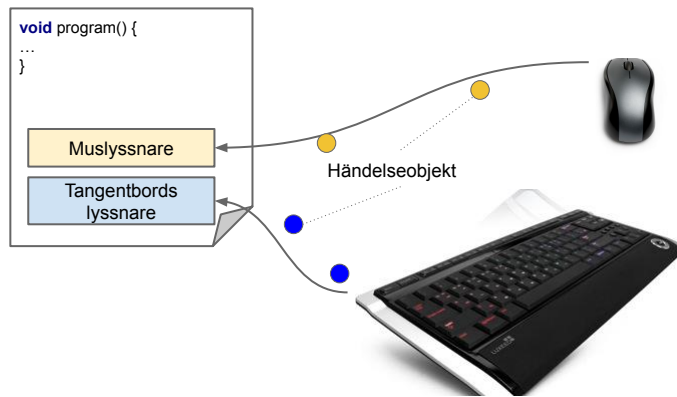 void program() {
…
}
Muslyssnare
Tangentbords
lyssnare
Händelseobjekt